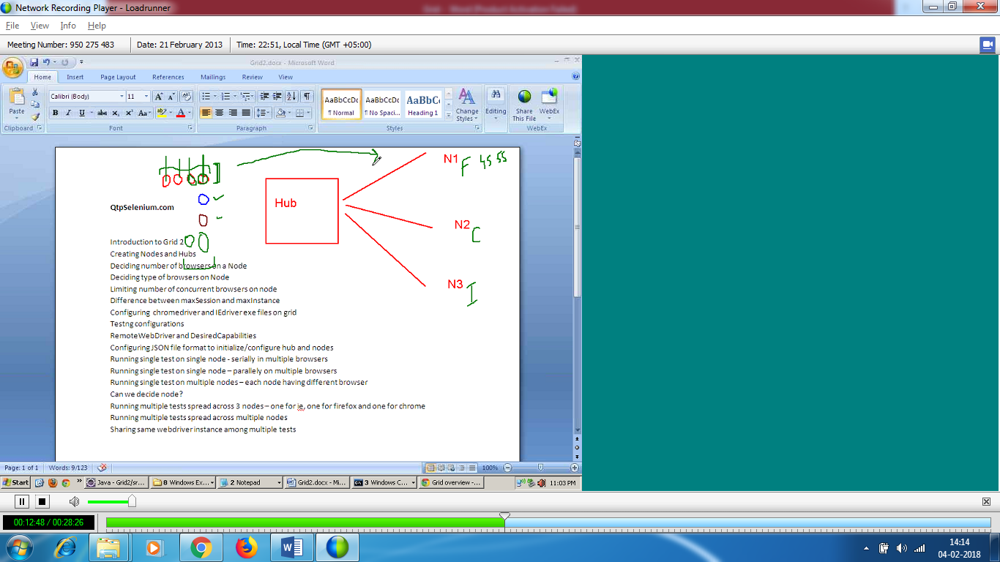 Network Recording Player - Loadrunner
File View Info Help
Meeting Number: 950 275 483 Date: 21 February 2013 Time: 22:51, Local Time (GMT +05:00)
Grid2.docx - Microsoft Word
Home Insert Page Layout References Mailings Review View
Paste
Calibri (Body) 11
AaBbCcDc AaBbCcDc AaBbCc
¶ Normal ¶ No Spaci... Heading 1
Change Styles
Editing
Share This File
WebEx
Clipboard Font Paragraph Styles WebEx
N1
F 45 55
Hub
QtpSelenium.com
N2
C
N3
I
Introduction to Grid 2
Creating Nodes and Hubs
Deciding number of browsers on a Node
Deciding type of browsers on Node
Limiting number of concurrent browsers on node
Difference between maxSession and maxInstance
Configuring chromedriver and IEdriver exe files on grid
Testng configurations
RemoteWebDriver and DesiredCapabilities
Configuring JSON file format to initialize/configure hub and nodes
Running single test on single node - serially in multiple browsers
Running single test on single node – parallely on multiple browsers
Running single test on multiple nodes – each node having different browser
Can we decide node?
Running multiple tests spread across 3 nodes – one for ie, one for firefox and one for chrome
Running multiple tests spread across multiple nodes
Sharing same webdriver instance among multiple tests
Page: 1 of 1 Words: 9/123 100%
Start Java - Grid2/sr... 8 Windows Ex... 2 Notepad Grid2.docx - Mi... 3 Windows C... Grid overview -... 11:03 PM
00:12:48 / 00:28:26
14:14
04-02-2018